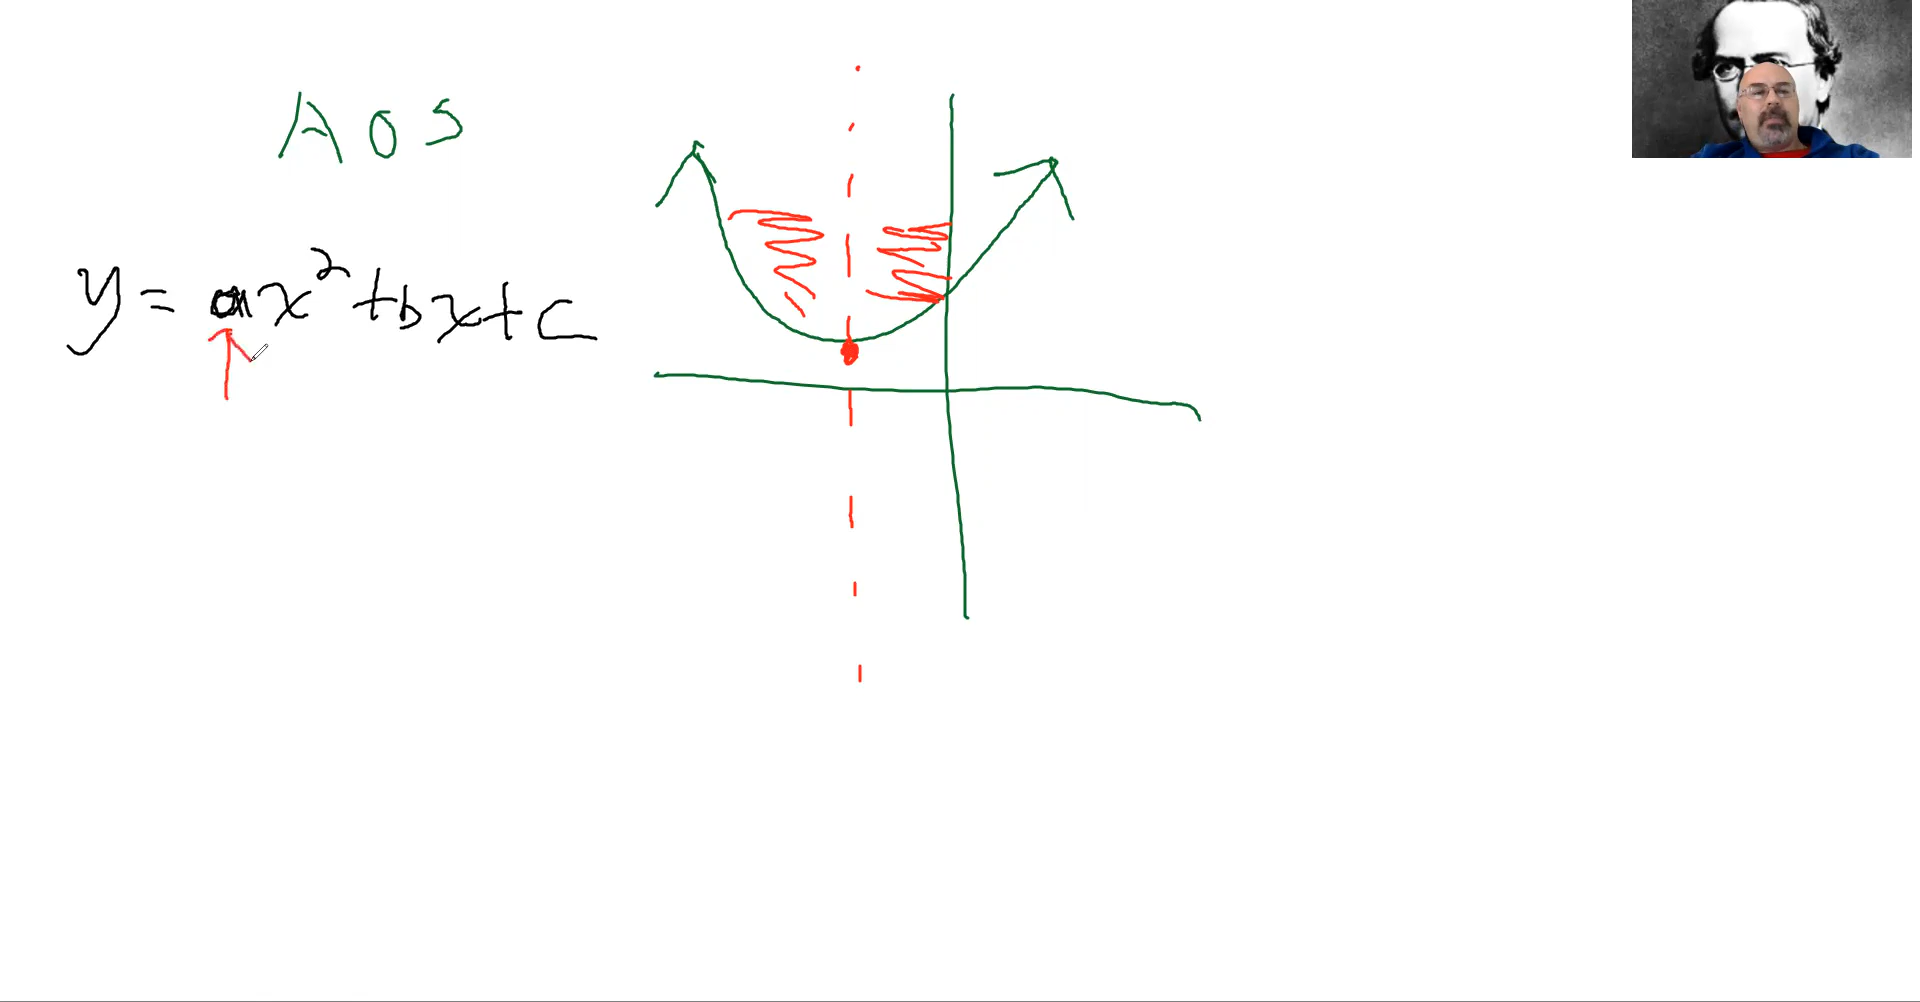 AOS
y = ax² + bx + c